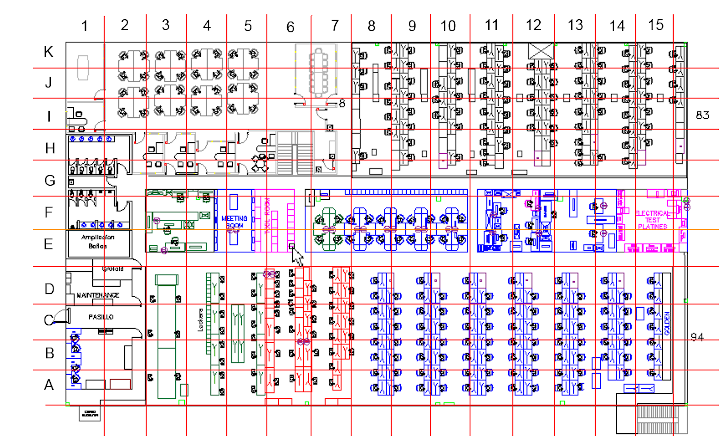 1 2 3 4 5 6 7 8 9 10 11 12 13 14 15
K
J
I
8
83
H
G
F
MEETING
ROOM
ELECTRICAL
TEST
PLATINES
E
Ampliacion
Baños
D
MAINTENANCE
Lockers
C
PASILLO
94
B
A